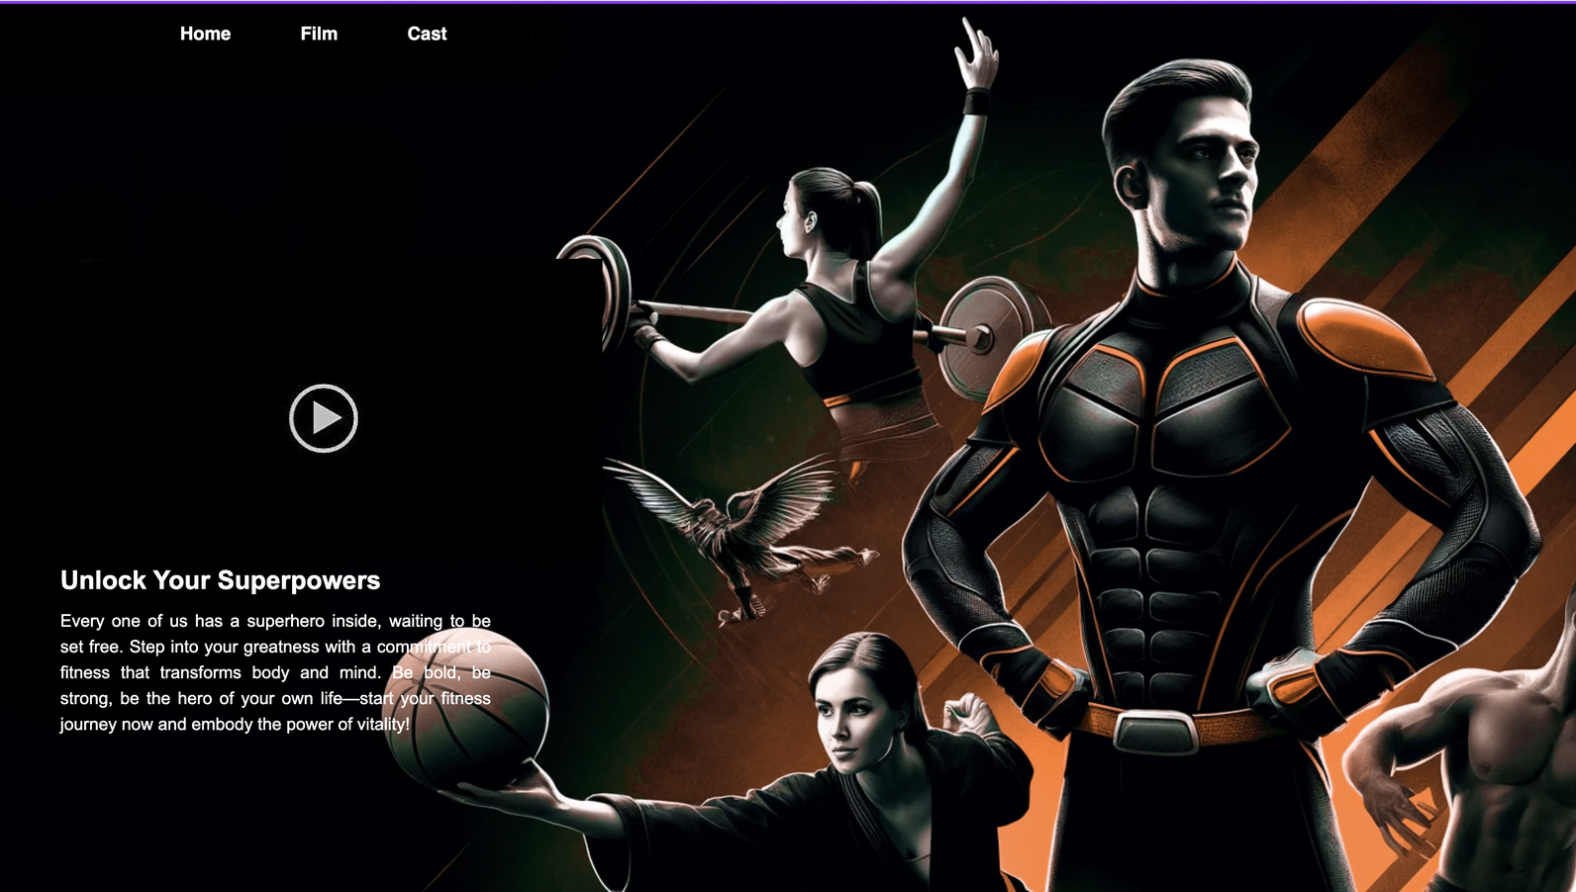 Home Film Cast
Unlock Your Superpowers
Every one of us has a superhero inside, waiting to be
set free. Step into your greatness with a commitment to
fitness that transforms body and mind. Be bold, be
strong, be the hero of your own life—start your fitness
journey now and embody the power of vitality!